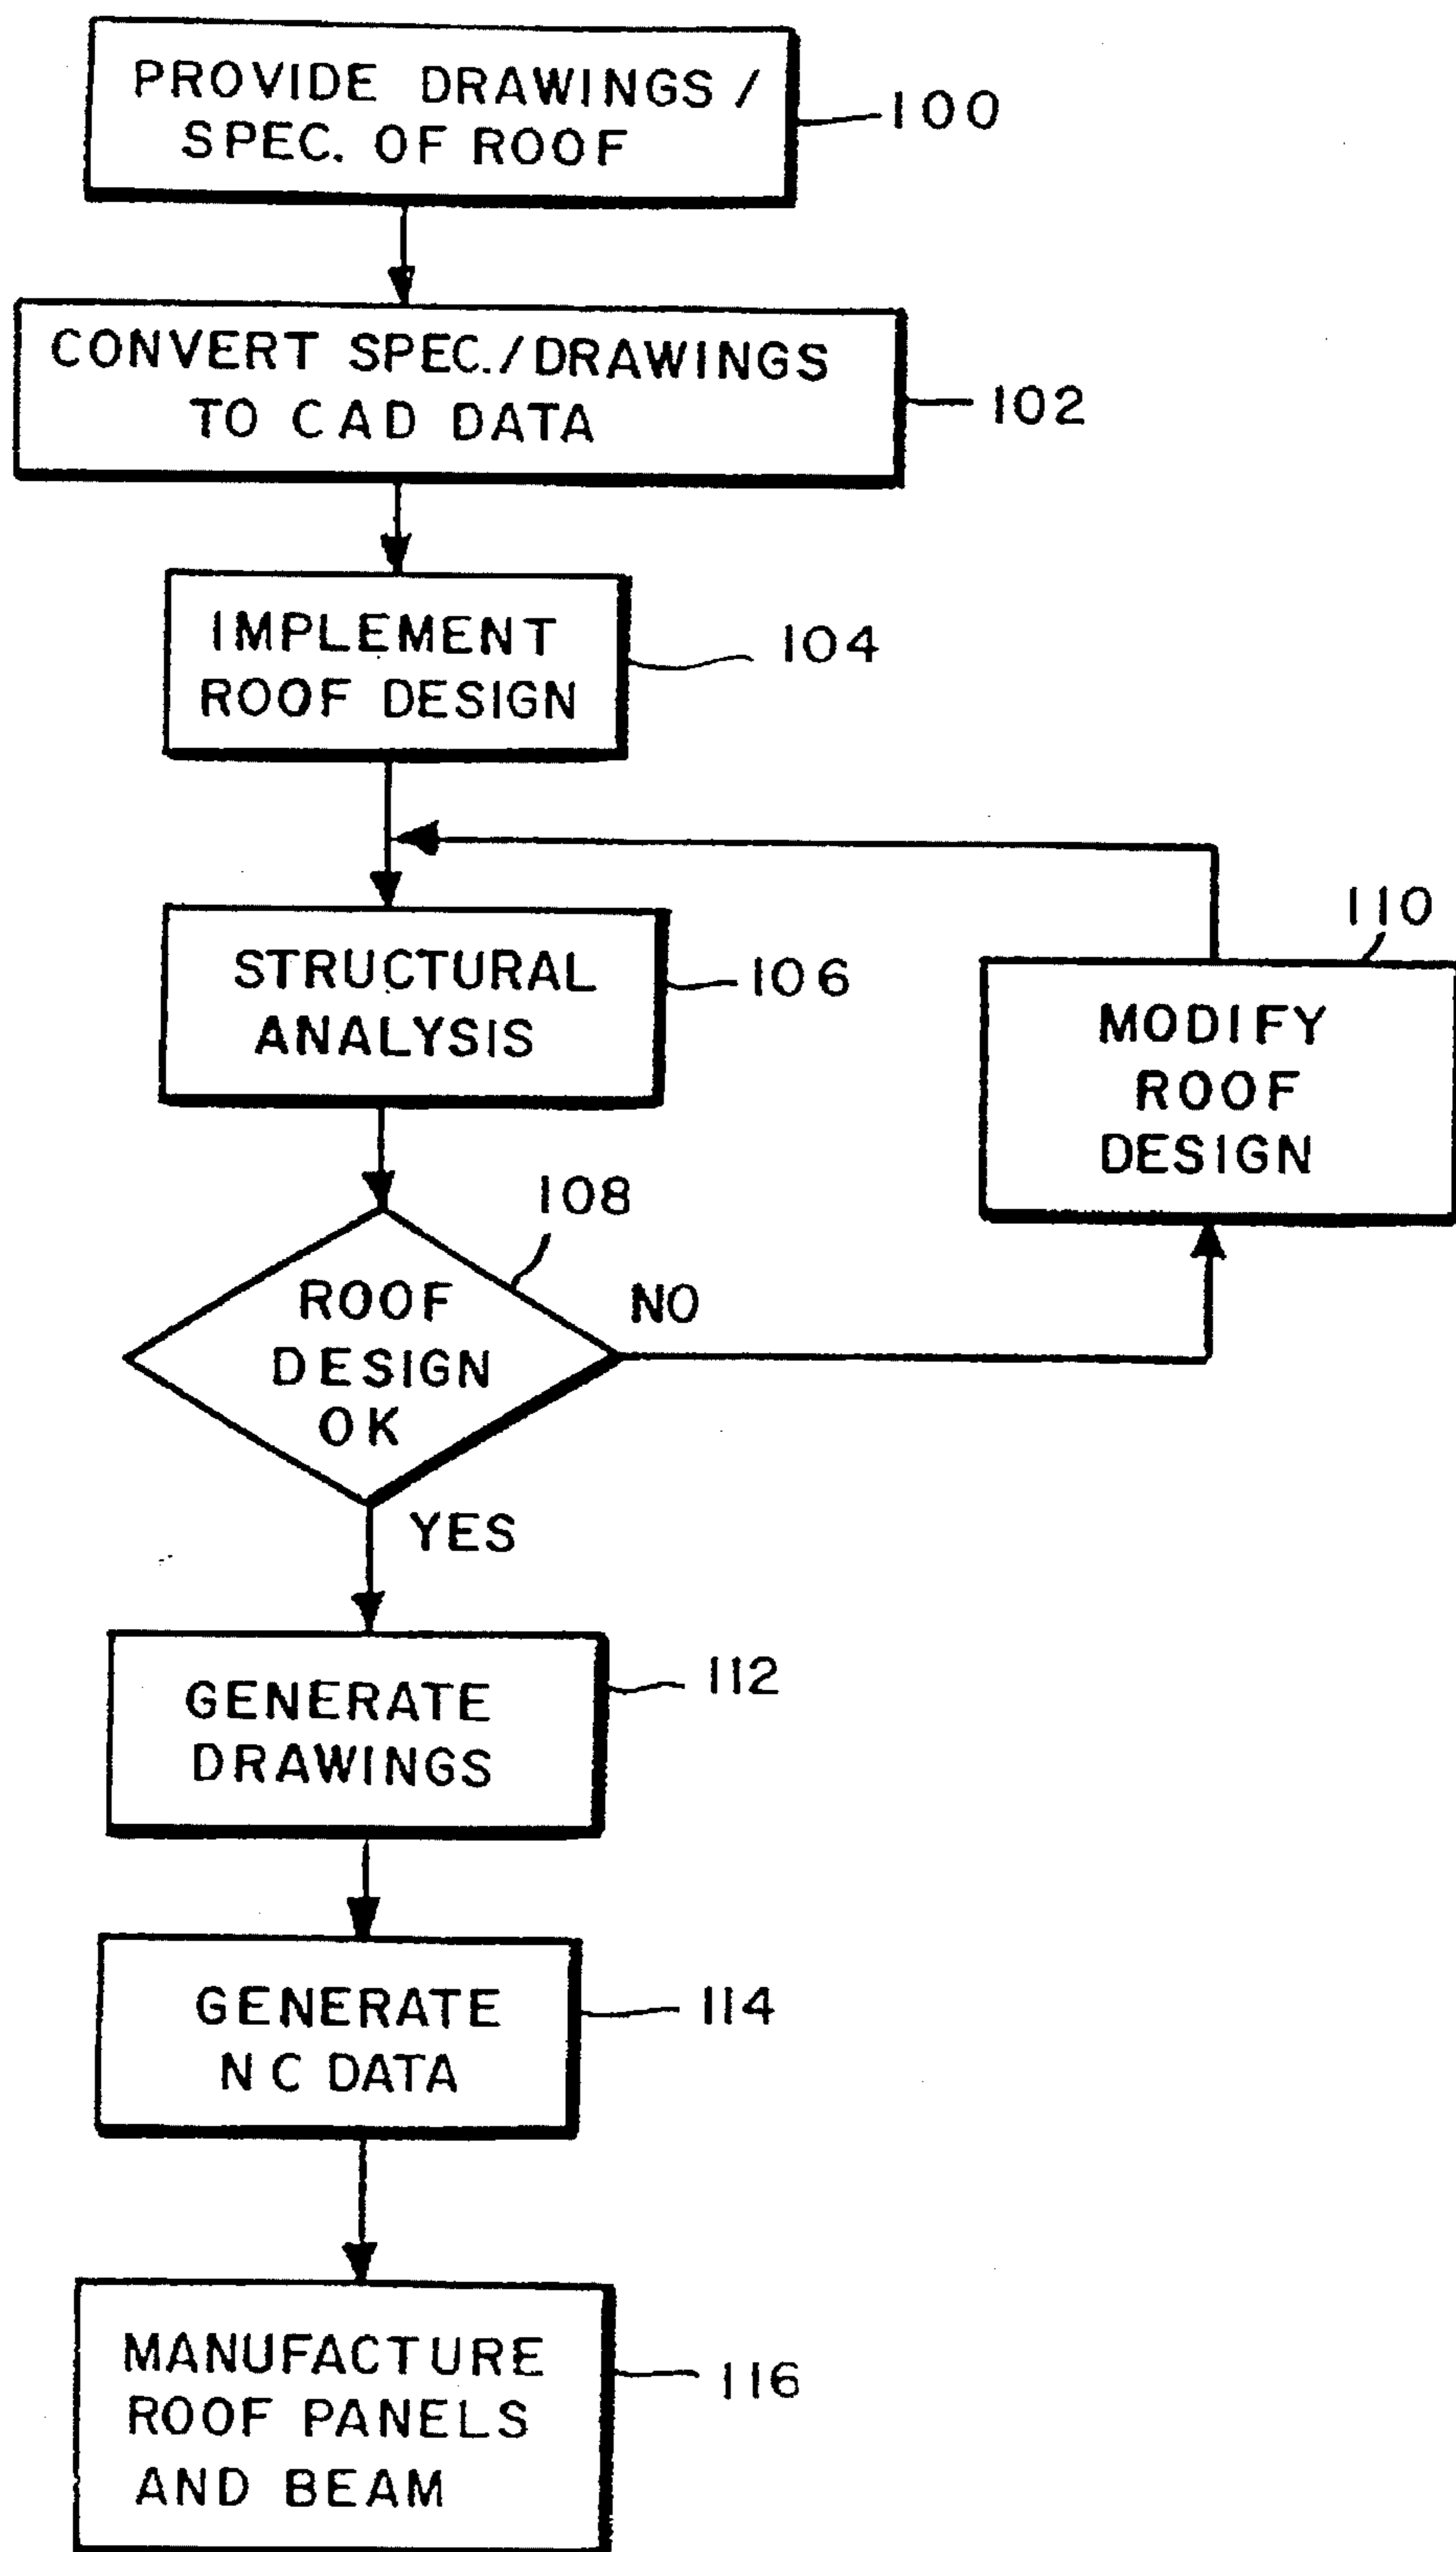 PROVIDE DRAWINGS /
SPEC. OF ROOF
100
CONVERT SPEC./DRAWINGS
TO CAD DATA
102
IMPLEMENT
ROOF DESIGN
104
STRUCTURAL
ANALYSIS
106
110
MODIFY
ROOF
DESIGN
108
ROOF
DESIGN
OK
NO
YES
GENERATE
DRAWINGS
112
GENERATE
NC DATA
114
MANUFACTURE
ROOF PANELS
AND BEAM
116